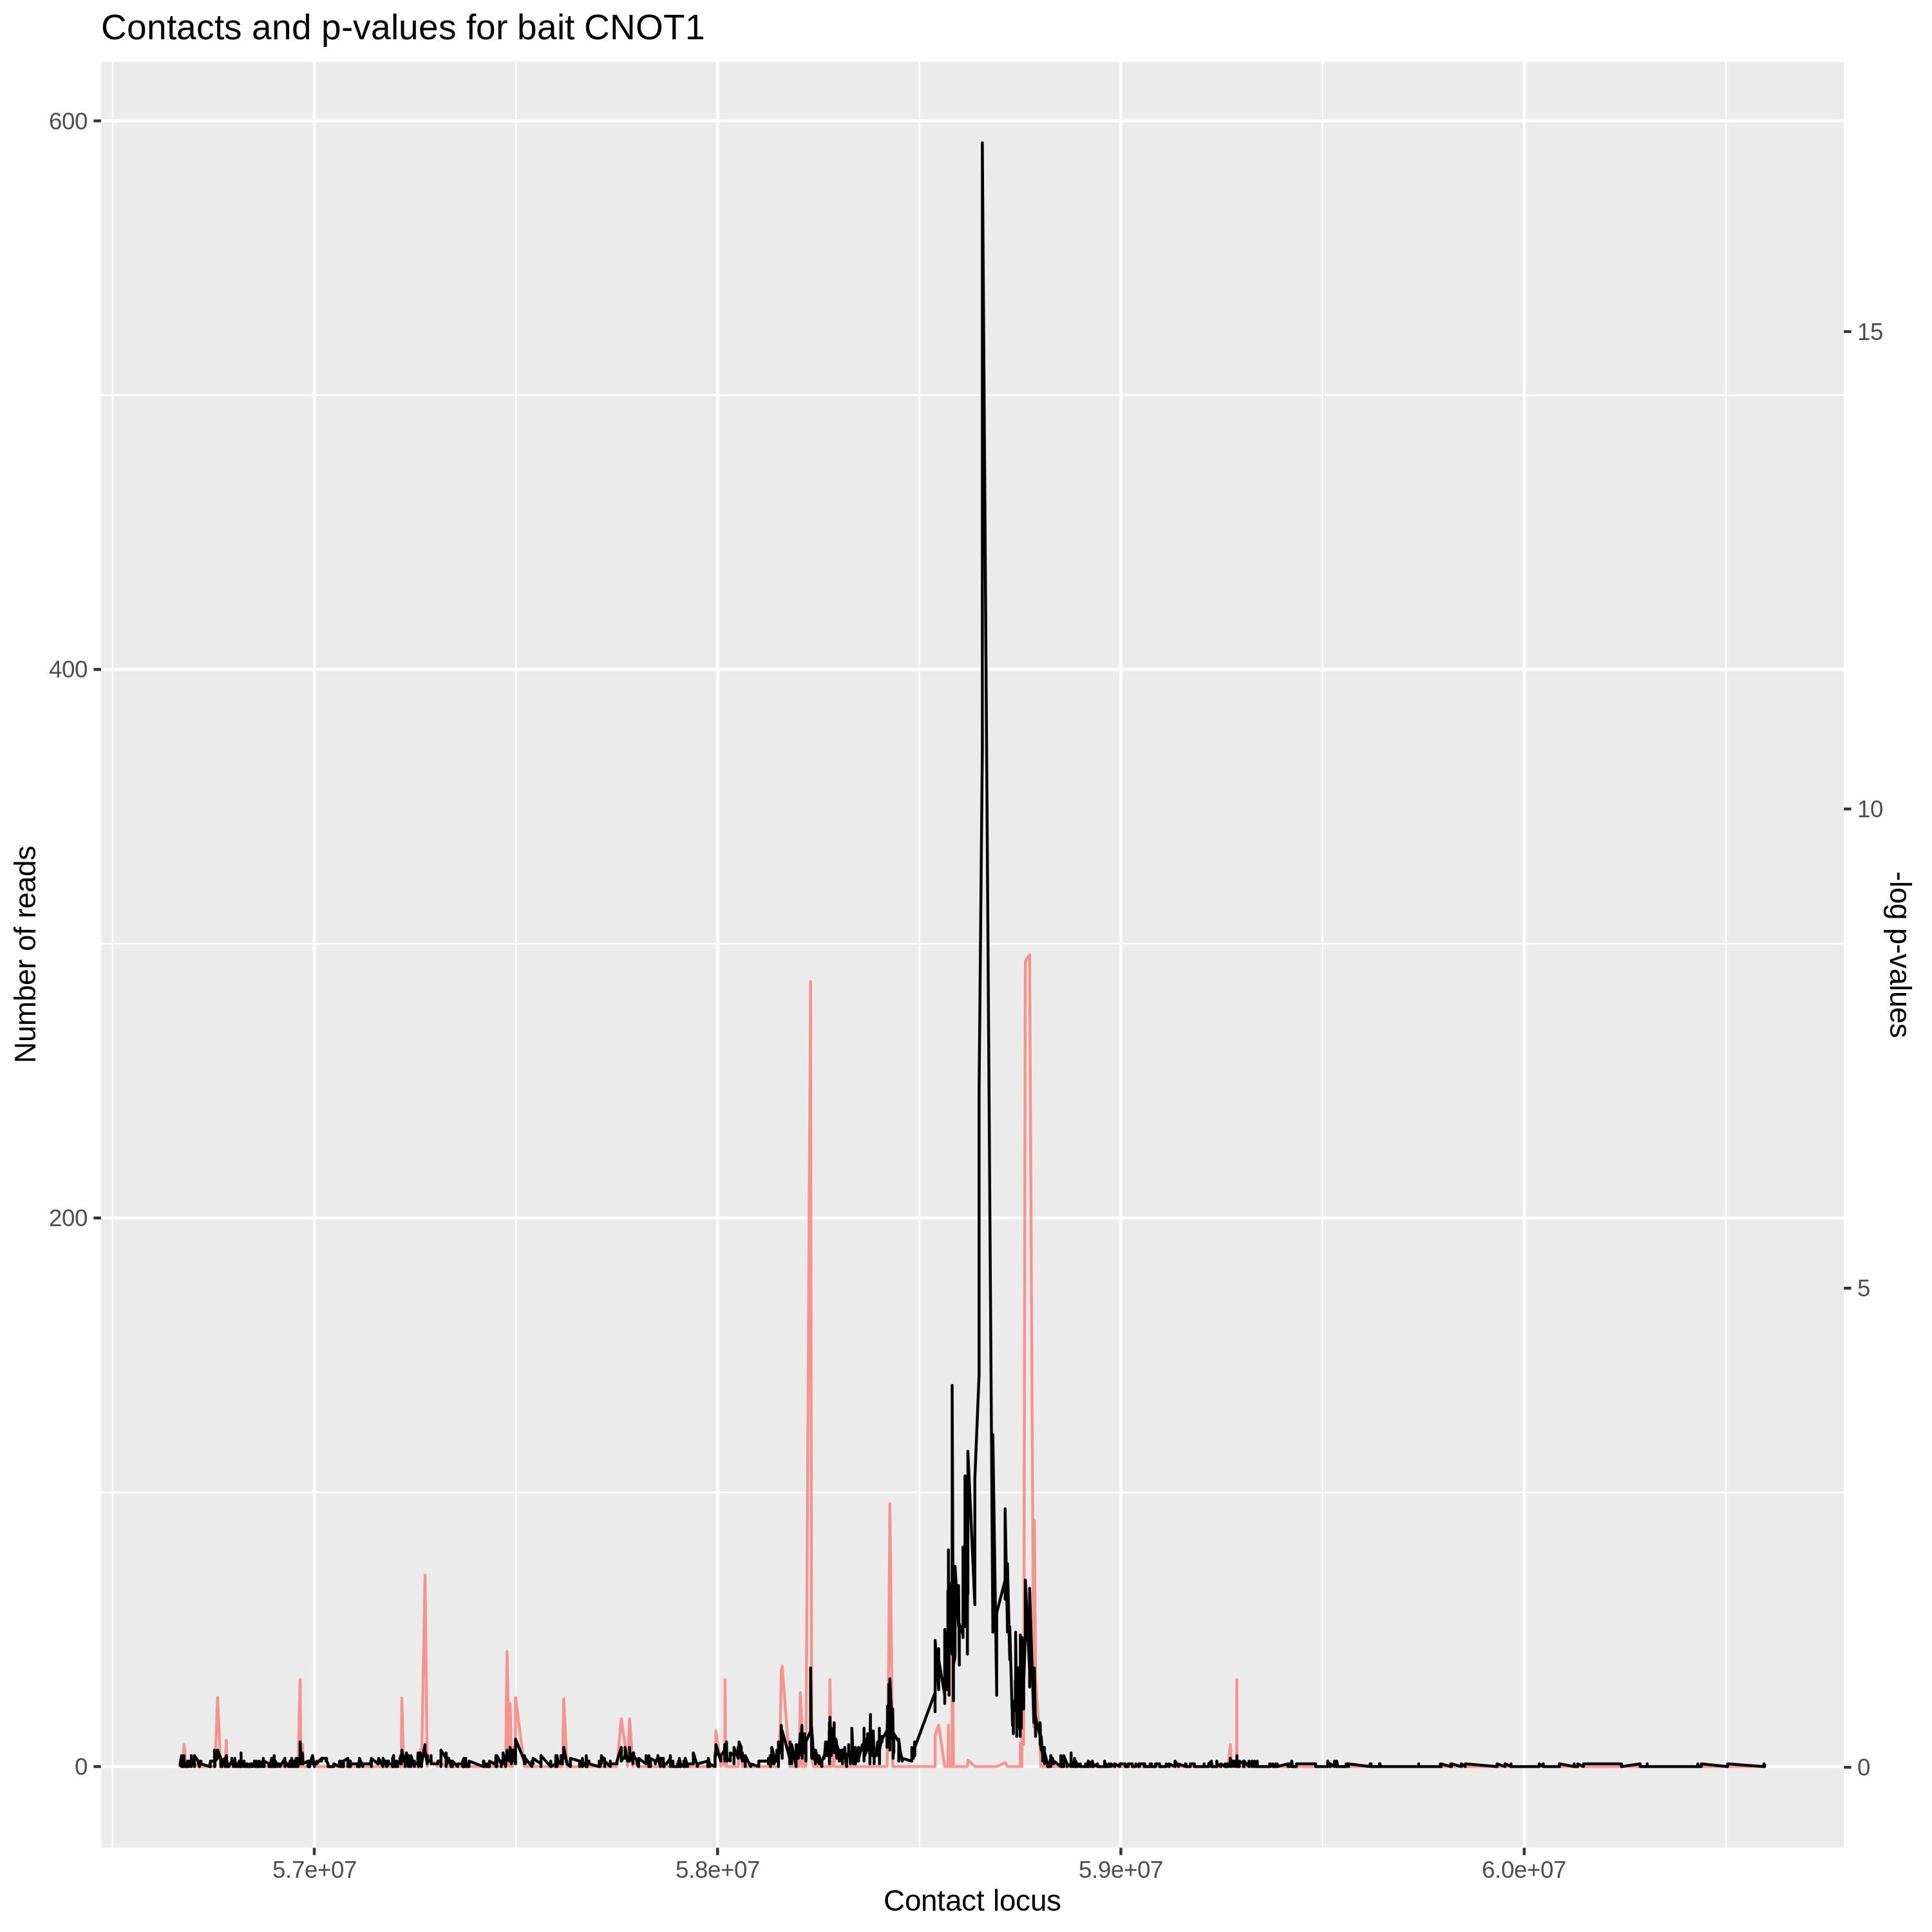 Contacts and p-values for bait CNOT1
600
400
200
0
Number of reads
15
10
5
0
-log p-values
5.7e+07
5.8e+07
5.9e+07
6.0e+07
Contact locus